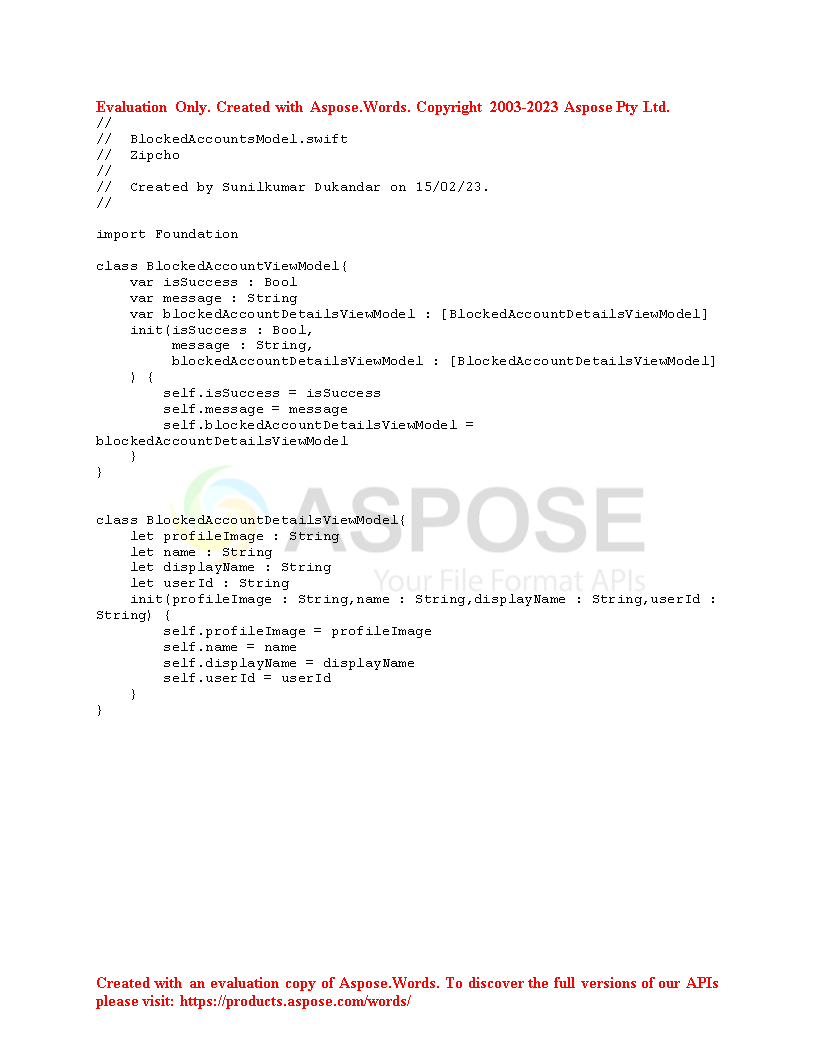 Evaluation Only. Created with Aspose.Words. Copyright 2003-2023 Aspose Pty Ltd.
//
//  BlockedAccountsModel.swift
//  Zipcho
//
//  Created by Sunilkumar Dukandar on 15/02/23.
//

import Foundation

class BlockedAccountViewModel{
    var isSuccess : Bool
    var message : String
    var blockedAccountDetailsViewModel : [BlockedAccountDetailsViewModel]
    init(isSuccess : Bool,
         message : String,
         blockedAccountDetailsViewModel : [BlockedAccountDetailsViewModel]
    ) {
        self.isSuccess = isSuccess
        self.message = message
        self.blockedAccountDetailsViewModel =
blockedAccountDetailsViewModel
    }
}

ASPOSE
Your File Format APIs

class BlockedAccountDetailsViewModel{
    let profileImage : String
    let name : String
    let displayName : String
    let userId : String
    init(profileImage : String,name : String,displayName : String,userId :
String) {
        self.profileImage = profileImage
        self.name = name
        self.displayName = displayName
        self.userId = userId
    }
}

Created with an evaluation copy of Aspose.Words. To discover the full versions of our APIs
please visit: https://products.aspose.com/words/